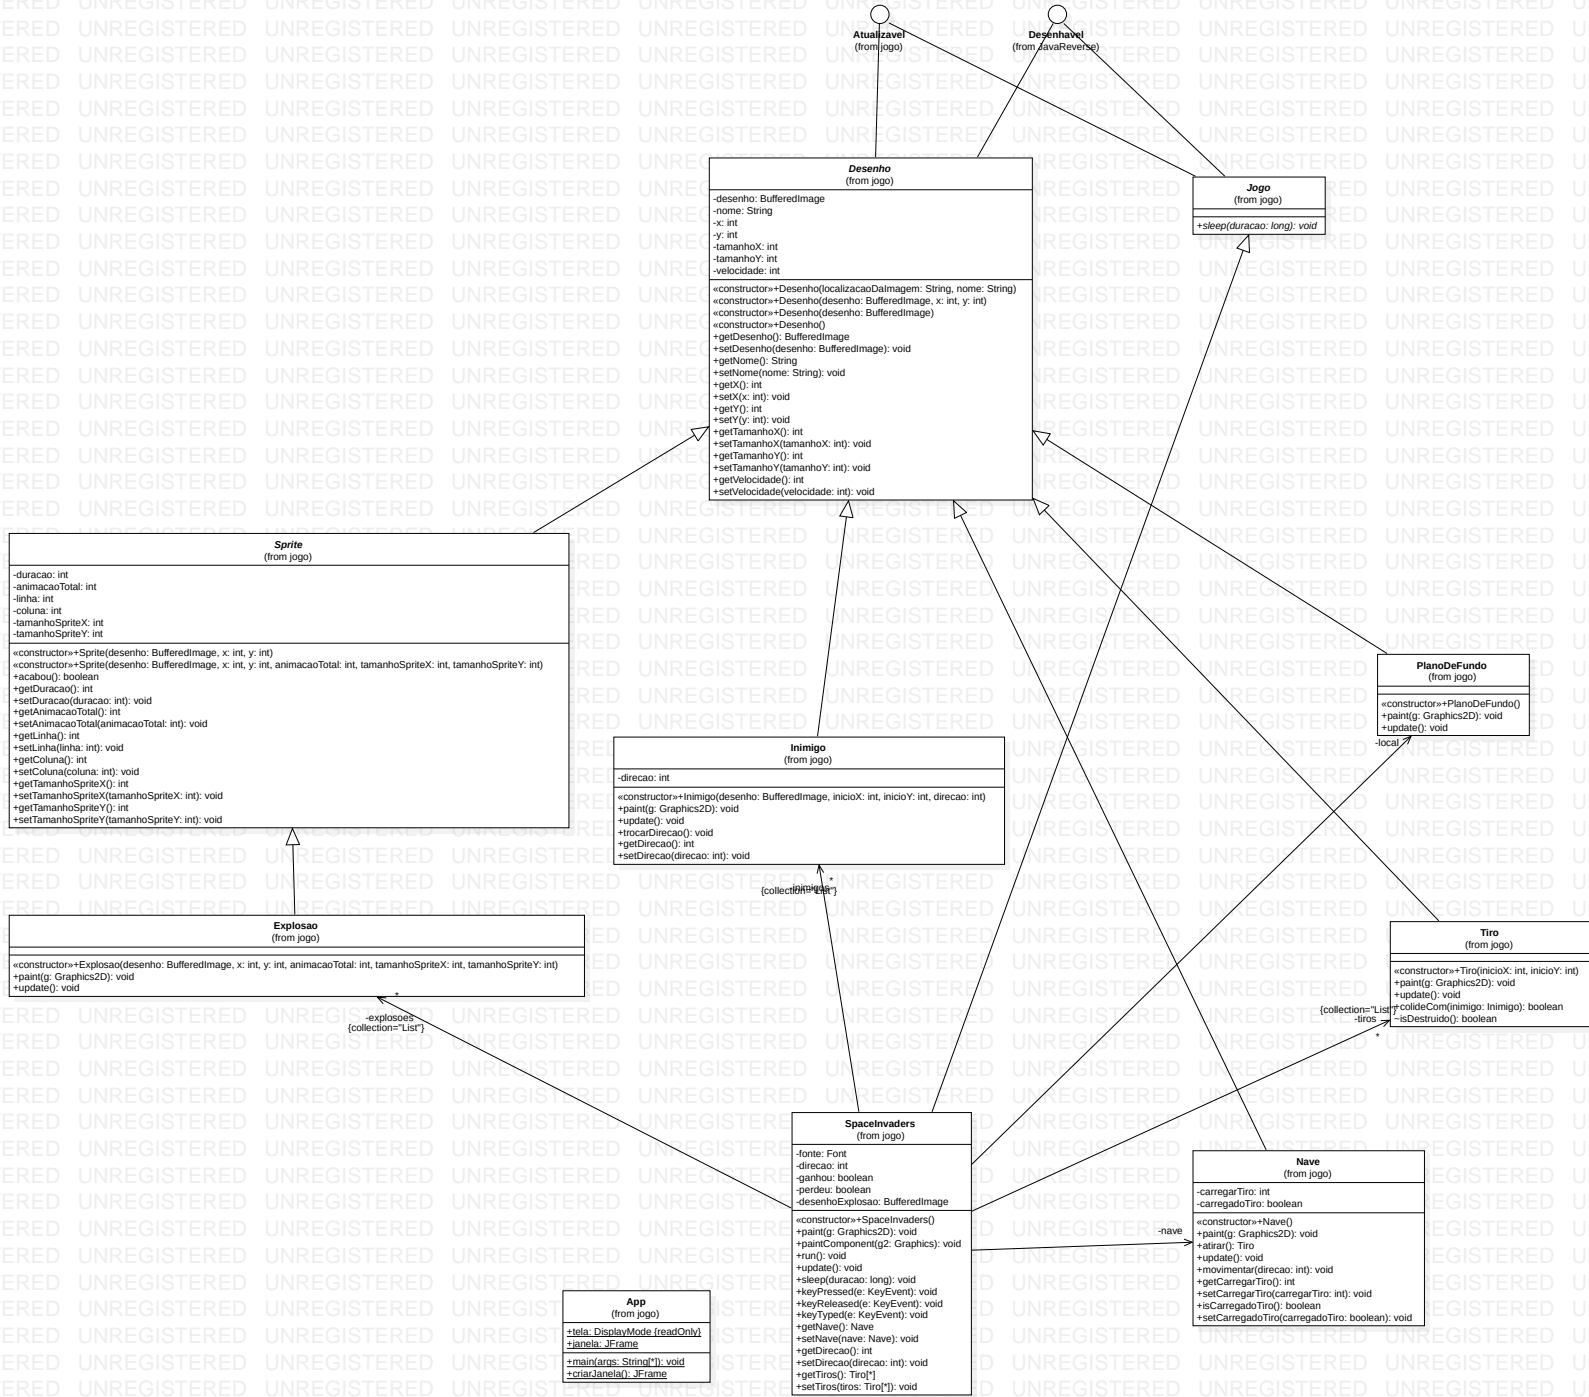 Atualizavel
(from jogo)
Desenhavel
(from JavaReverse)
Desenho
(from jogo)
-desenho: BufferedImage
-nome: String
-x: int
-y: int
-tamanhoX: int
-tamanhoY: int
-velocidade: int
«constructor»+Desenho(localizacaoDaImagem: String, nome: String)
«constructor»+Desenho(desenho: BufferedImage, x: int, y: int)
«constructor»+Desenho(desenho: BufferedImage)
«constructor»+Desenho()
+getDesenho(): BufferedImage
+setDesenho(desenho: BufferedImage): void
+getNome(): String
+setNome(nome: String): void
+getX(): int
+setX(x: int): void
+getY(): int
+setY(y: int): void
+getTamanhoX(): int
+setTamanhoX(tamanhoX: int): void
+getTamanhoY(): int
+setTamanhoY(tamanhoY: int): void
+getVelocidade(): int
+setVelocidade(velocidade: int): void
Jogo
(from jogo)
+sleep(duracao: long): void
Sprite
(from jogo)
-duracao: int
-animacaoTotal: int
-linha: int
-coluna: int
-tamanhoSpriteX: int
-tamanhoSpriteY: int
«constructor»+Sprite(desenho: BufferedImage, x: int, y: int)
«constructor»+Sprite(desenho: BufferedImage, x: int, y: int, animacaoTotal: int, tamanhoSpriteX: int, tamanhoSpriteY: int)
+acabou(): boolean
+getDuracao(): int
+setDuracao(duracao: int): void
+getAnimacaoTotal(): int
+setAnimacaoTotal(animacaoTotal: int): void
+getLinha(): int
+setLinha(linha: int): void
+getColuna(): int
+setColuna(coluna: int): void
+getTamanhoSpriteX(): int
+setTamanhoSpriteX(tamanhoSpriteX: int): void
+getTamanhoSpriteY(): int
+setTamanhoSpriteY(tamanhoSpriteY: int): void
PlanoDeFundo
(from jogo)
«constructor»+PlanoDeFundo()
+paint(g: Graphics2D): void
+update(): void
-local
Inimigo
(from jogo)
-direcao: int
«constructor»+Inimigo(desenho: BufferedImage, inicioX: int, inicioY: int, direcao: int)
+paint(g: Graphics2D): void
+update(): void
+trocarDirecao(): void
+getDirecao(): int
+setDirecao(direcao: int): void
*
-inimigos
{collection="List"}
Explosao
(from jogo)
«constructor»+Explosao(desenho: BufferedImage, x: int, y: int, animacaoTotal: int, tamanhoSpriteX: int, tamanhoSpriteY: int)
+paint(g: Graphics2D): void
+update(): void
*
-explosoes
{collection="List"}
Tiro
(from jogo)
«constructor»+Tiro(inicioX: int, inicioY: int)
+paint(g: Graphics2D): void
+update(): void
+colideCom(inimigo: Inimigo): boolean
~isDestruido(): boolean
{collection="List"}
-tiros
*
SpaceInvaders
(from jogo)
-fonte: Font
-direcao: int
-ganhou: boolean
-perdeu: boolean
-desenhoExplosao: BufferedImage
«constructor»+SpaceInvaders()
+paint(g: Graphics2D): void
+paintComponent(g2: Graphics): void
+run(): void
+update(): void
+sleep(duracao: long): void
+keyPressed(e: KeyEvent): void
+keyReleased(e: KeyEvent): void
+keyTyped(e: KeyEvent): void
+getNave(): Nave
+setNave(nave: Nave): void
+getDirecao(): int
+setDirecao(direcao: int): void
+getTiros(): Tiro[*]
+setTiros(tiros: Tiro[*]): void
-nave
Nave
(from jogo)
-carregarTiro: int
-carregadoTiro: boolean
«constructor»+Nave()
+paint(g: Graphics2D): void
+atirar(): Tiro
+update(): void
+movimentar(direcao: int): void
+getCarregarTiro(): int
+setCarregarTiro(carregarTiro: int): void
+isCarregadoTiro(): boolean
+setCarregadoTiro(carregadoTiro: boolean): void
App
(from jogo)
+tela: DisplayMode {readOnly}
+janela: JFrame
+main(args: String[*]): void
+criarJanela(): JFrame